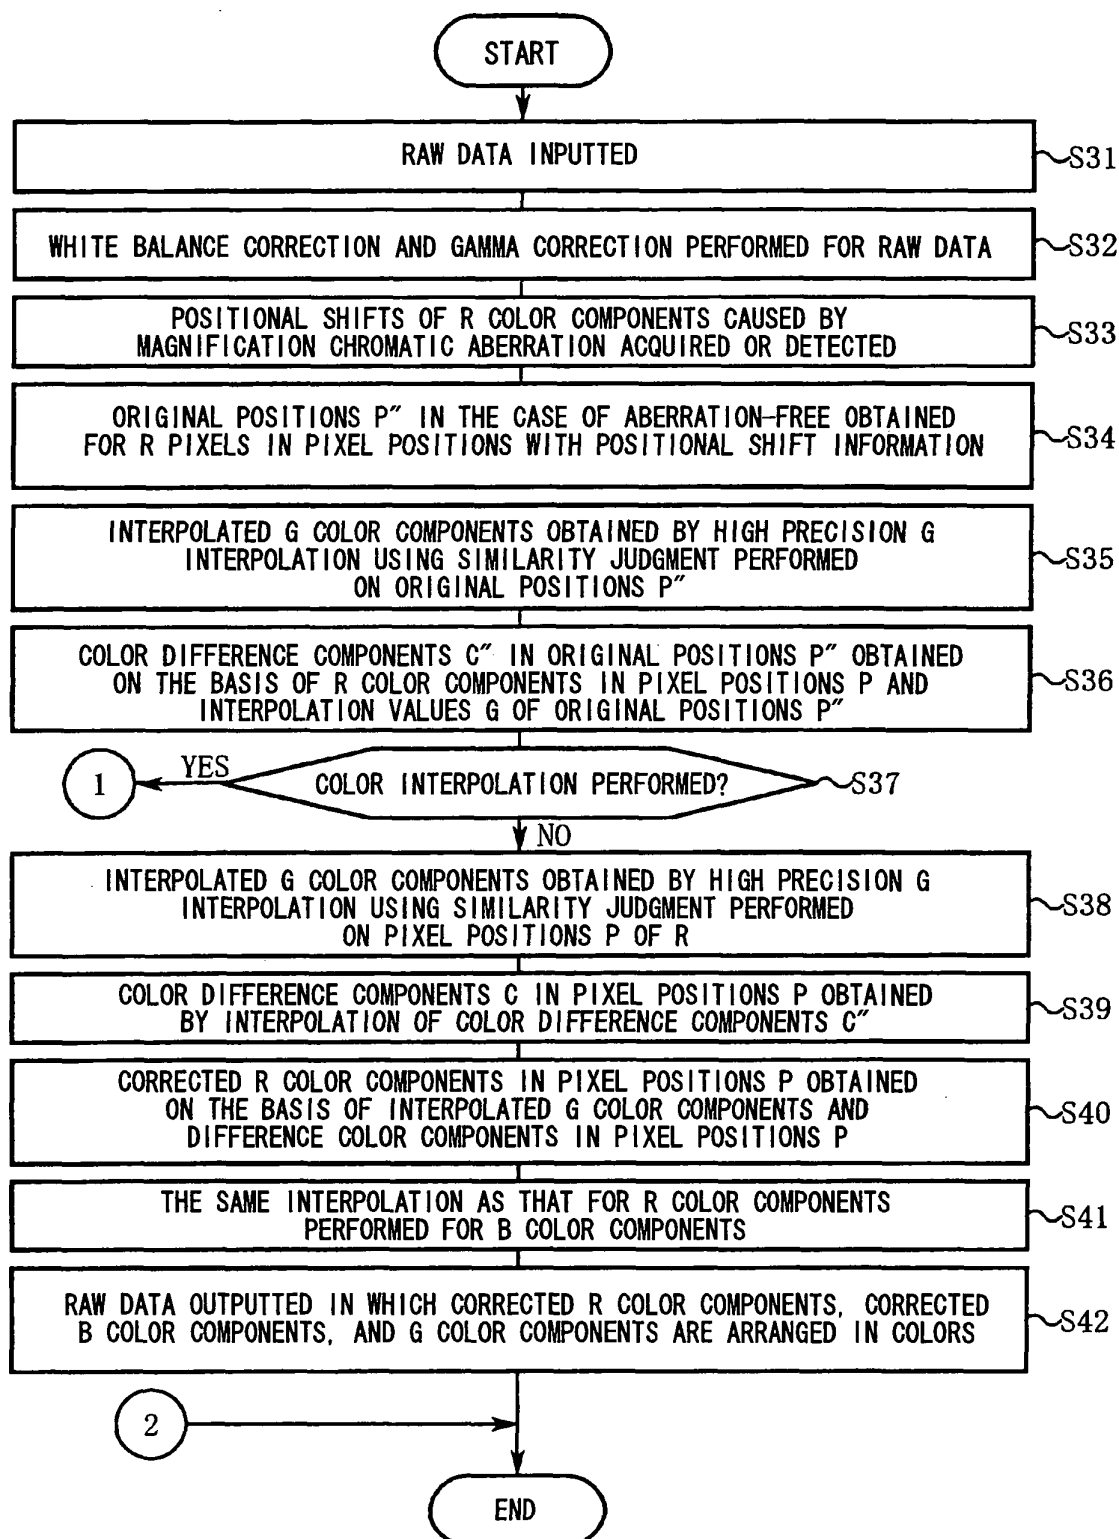 START
RAW DATA INPUTTED
S31
WHITE BALANCE CORRECTION AND GAMMA CORRECTION PERFORMED FOR RAW DATA
S32
POSITIONAL SHIFTS OF R COLOR COMPONENTS CAUSED BY
MAGNIFICATION CHROMATIC ABERRATION ACQUIRED OR DETECTED
S33
ORIGINAL POSITIONS P″ IN THE CASE OF ABERRATION-FREE OBTAINED
FOR R PIXELS IN PIXEL POSITIONS WITH POSITIONAL SHIFT INFORMATION
S34
INTERPOLATED G COLOR COMPONENTS OBTAINED BY HIGH PRECISION G
INTERPOLATION USING SIMILARITY JUDGMENT PERFORMED
ON ORIGINAL POSITIONS P″
S35
COLOR DIFFERENCE COMPONENTS C″ IN ORIGINAL POSITIONS P″ OBTAINED
ON THE BASIS OF R COLOR COMPONENTS IN PIXEL POSITIONS P AND
INTERPOLATION VALUES G OF ORIGINAL POSITIONS P″
S36
1
YES
COLOR INTERPOLATION PERFORMED?
S37
NO
INTERPOLATED G COLOR COMPONENTS OBTAINED BY HIGH PRECISION G
INTERPOLATION USING SIMILARITY JUDGMENT PERFORMED
ON PIXEL POSITIONS P OF R
S38
COLOR DIFFERENCE COMPONENTS C IN PIXEL POSITIONS P OBTAINED
BY INTERPOLATION OF COLOR DIFFERENCE COMPONENTS C″
S39
CORRECTED R COLOR COMPONENTS IN PIXEL POSITIONS P OBTAINED
ON THE BASIS OF INTERPOLATED G COLOR COMPONENTS AND
DIFFERENCE COLOR COMPONENTS IN PIXEL POSITIONS P
S40
THE SAME INTERPOLATION AS THAT FOR R COLOR COMPONENTS
PERFORMED FOR B COLOR COMPONENTS
S41
RAW DATA OUTPUTTED IN WHICH CORRECTED R COLOR COMPONENTS, CORRECTED
B COLOR COMPONENTS, AND G COLOR COMPONENTS ARE ARRANGED IN COLORS
S42
2
END